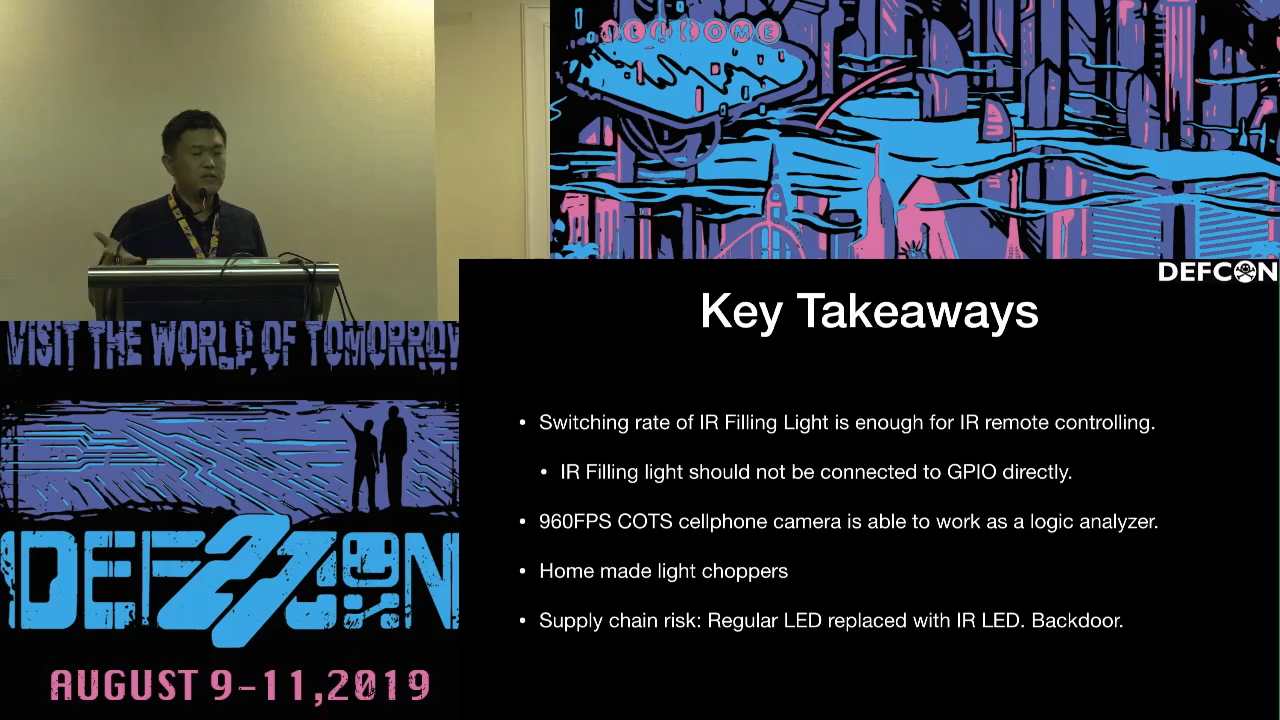 WELCOME
DEFCON
Key Takeaways
VISIT THE WORLD OF TOMORROW
• Switching rate of IR Filling Light is enough for IR remote controlling.
• IR Filling light should not be connected to GPIO directly.
• 960FPS COTS cellphone camera is able to work as a logic analyzer.
• Home made light choppers
• Supply chain risk: Regular LED replaced with IR LED. Backdoor.
DEF27CON
AUGUST 9-11,2019